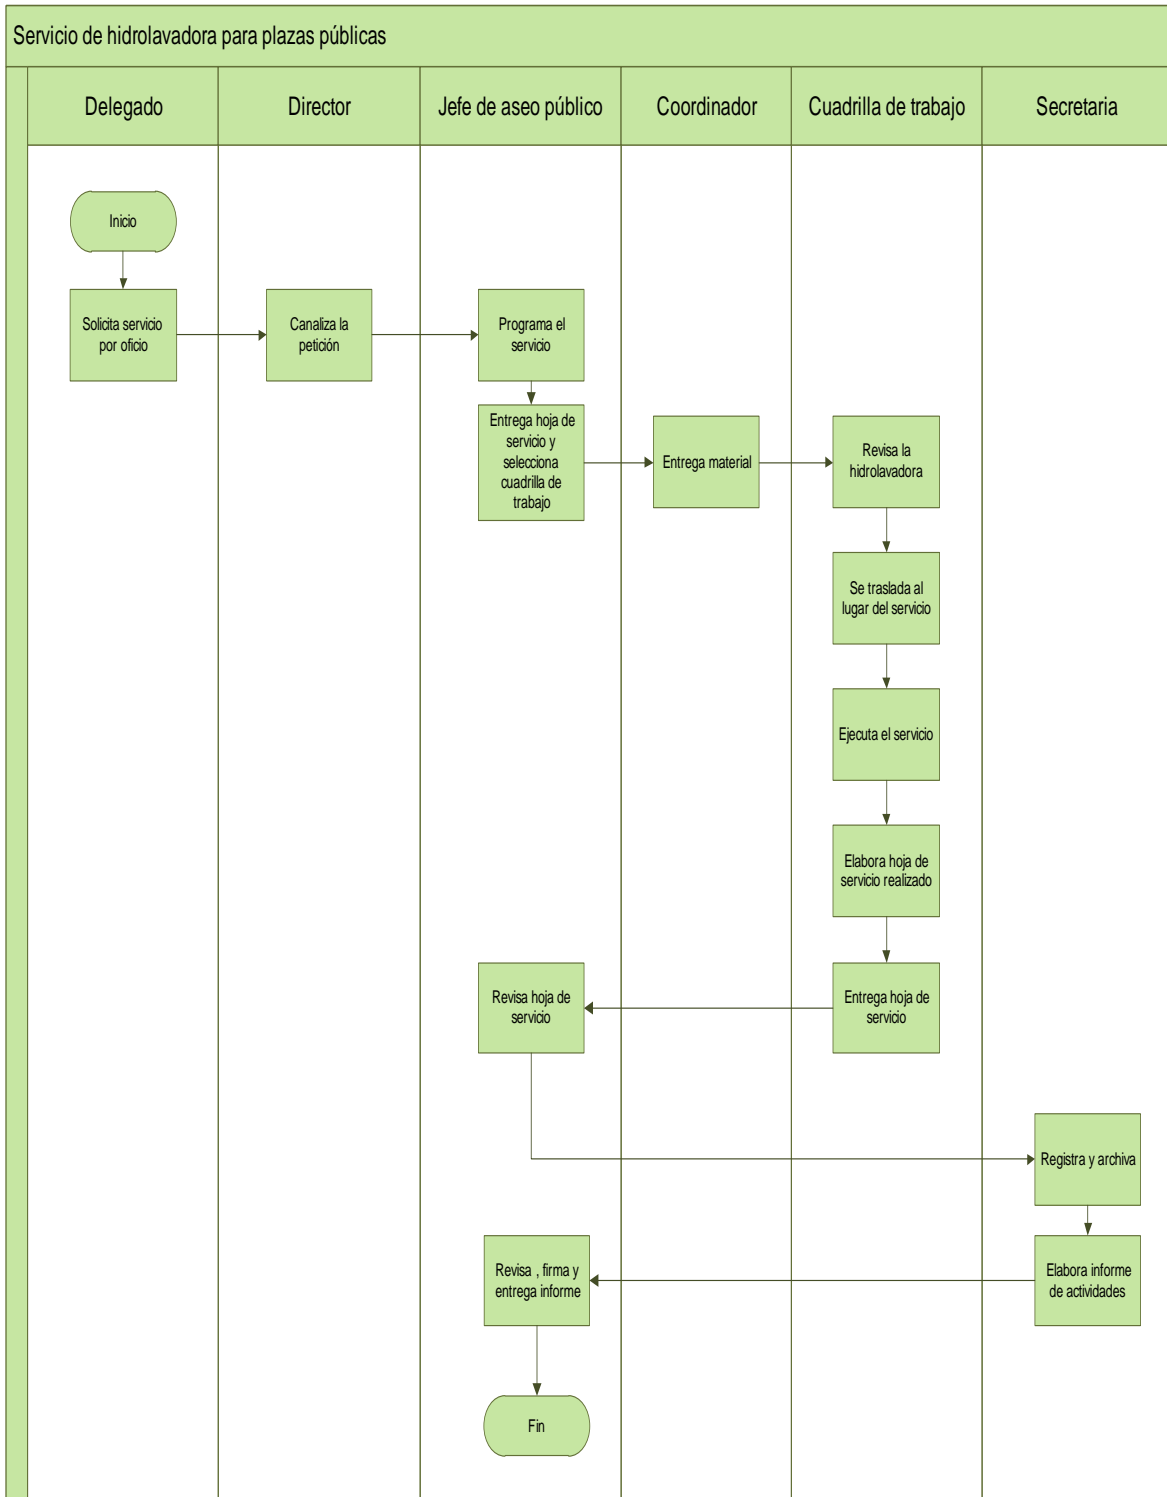 Servicio de hidrolavadora para plazas públicas
Delegado
Director
Jefe de aseo público
Coordinador
Cuadrilla de trabajo
Secretaria
Inicio
Solicita servicio
por oficio
Canaliza la
petición
Programa el
servicio
Entrega hoja de
servicio y
selecciona
cuadrilla de
trabajo
Entrega material
Revisa la
hidrolavadora
Se traslada al
lugar del servicio
Ejecuta el servicio
Elabora hoja de
servicio realizado
Entrega hoja de
servicio
Revisa hoja de
servicio
Registra y archiva
Elabora informe
de actividades
Revisa , firma y
entrega informe
Fin